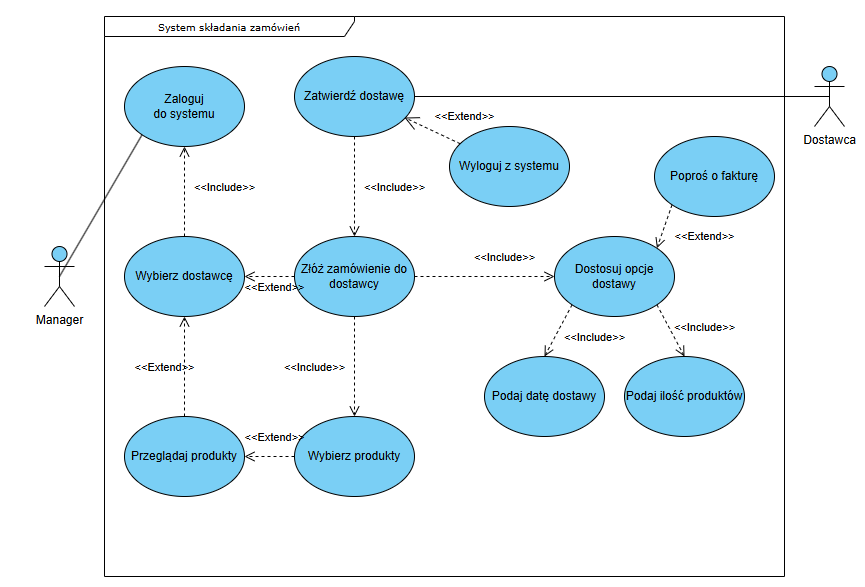 System składania zamówień
Zaloguj
do systemu
Zatwierdź dostawę
<<Extend>>
Wyloguj z systemu
Dostawca
Poproś o fakturę
<<Include>>
<<Include>>
<<Extend>>
<<Include>>
Wybierz dostawcę
<<Extend>>
Złóż zamówienie do
dostawcy
Dostosuj opcje
dostawy
Manager
<<Include>>
<<Include>>
<<Extend>>
<<Include>>
Podaj datę dostawy
Podaj ilość produktów
<<Extend>>
Przeglądaj produkty
Wybierz produkty